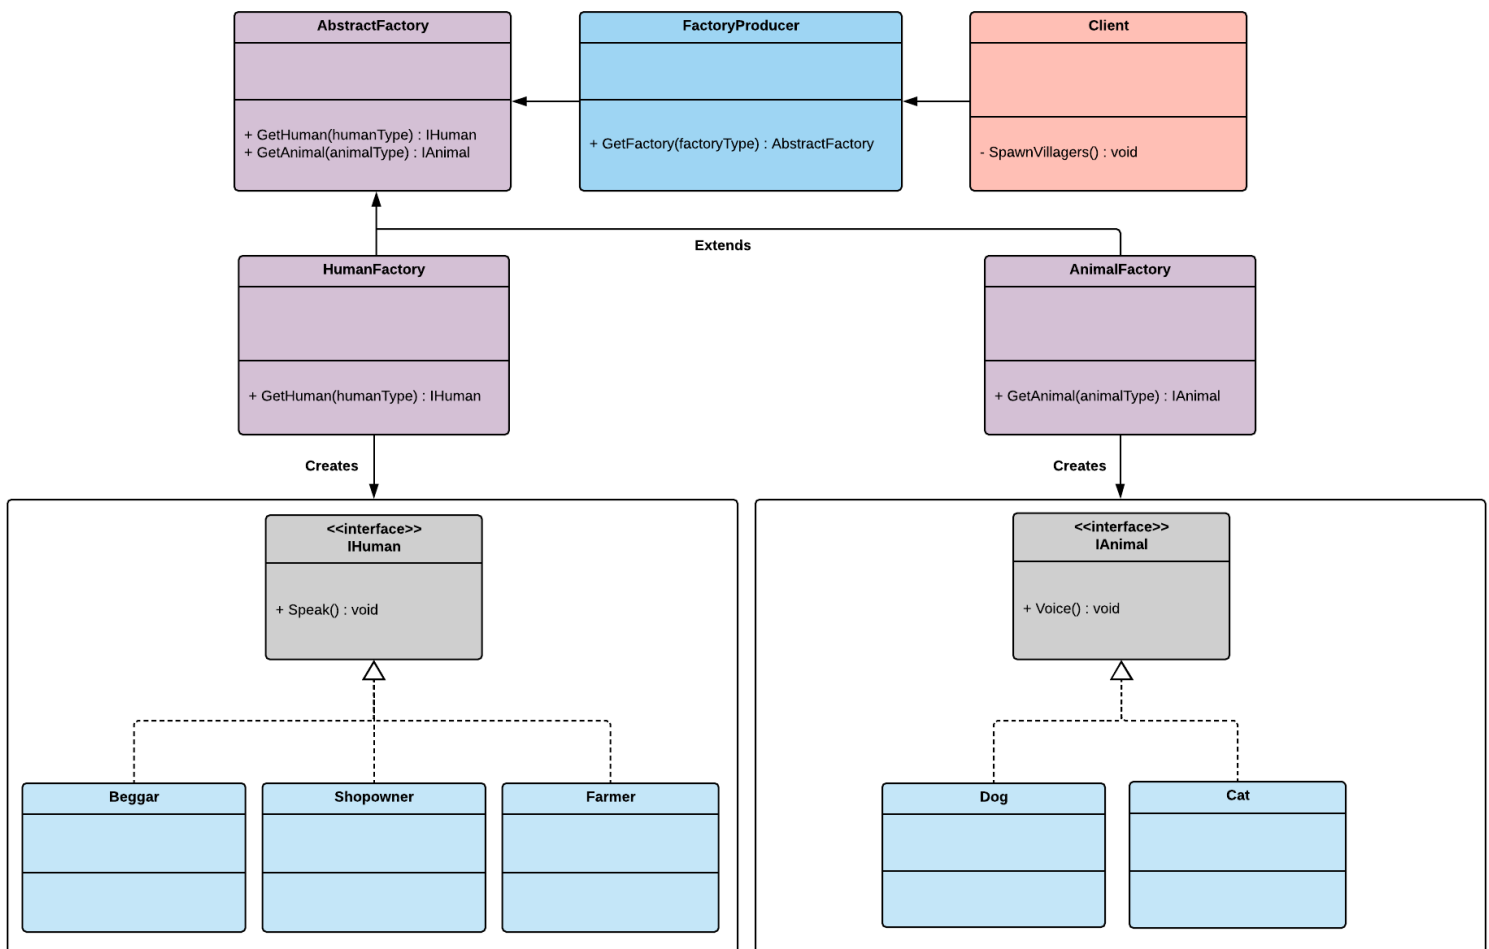 AbstractFactory
+ GetHuman(humanType) : IHuman
+ GetAnimal(animalType) : IAnimal
FactoryProducer
+ GetFactory(factoryType) : AbstractFactory
Client
- SpawnVillagers() : void
Extends
HumanFactory
+ GetHuman(humanType) : IHuman
AnimalFactory
+ GetAnimal(animalType) : IAnimal
Creates
Creates
<<interface>>
IHuman
+ Speak() : void
<<interface>>
IAnimal
+ Voice() : void
Beggar
Shopowner
Farmer
Dog
Cat